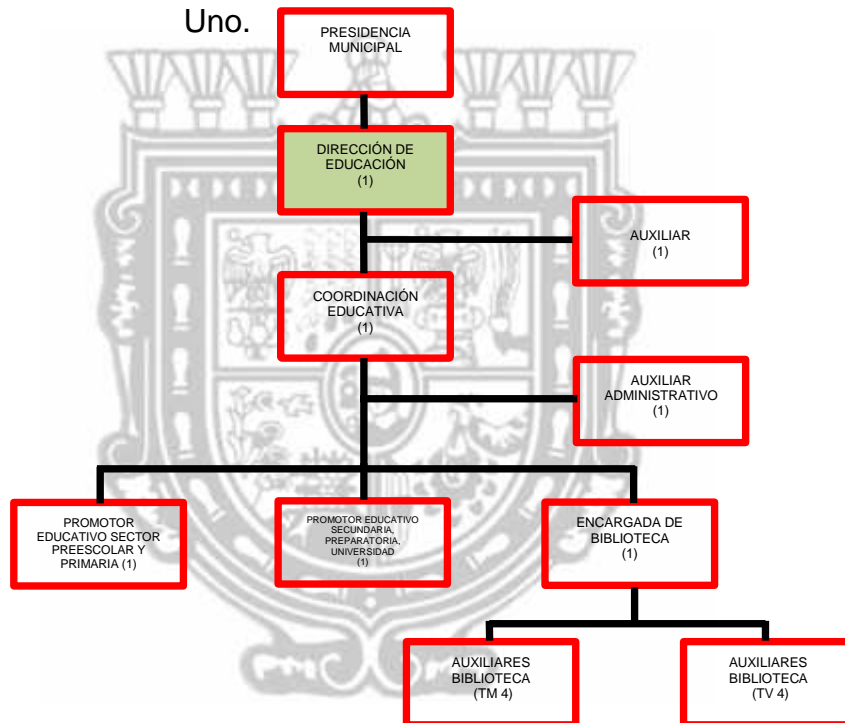 Uno.
PRESIDENCIA
MUNICIPAL
DIRECCIÓN DE
EDUCACIÓN
(1)
AUXILIAR
(1)
COORDINACIÓN
EDUCATIVA
(1)
AUXILIAR
ADMINISTRATIVO
(1)
PROMOTOR
EDUCATIVO SECTOR
PREESCOLAR Y
PRIMARIA (1)
PROMOTOR EDUCATIVO
SECUNDARIA,
PREPARATORIA,
UNIVERSIDAD
(1)
ENCARGADA DE
BIBLIOTECA
(1)
AUXILIARES
BIBLIOTECA
(TM 4)
AUXILIARES
BIBLIOTECA
(TV 4)